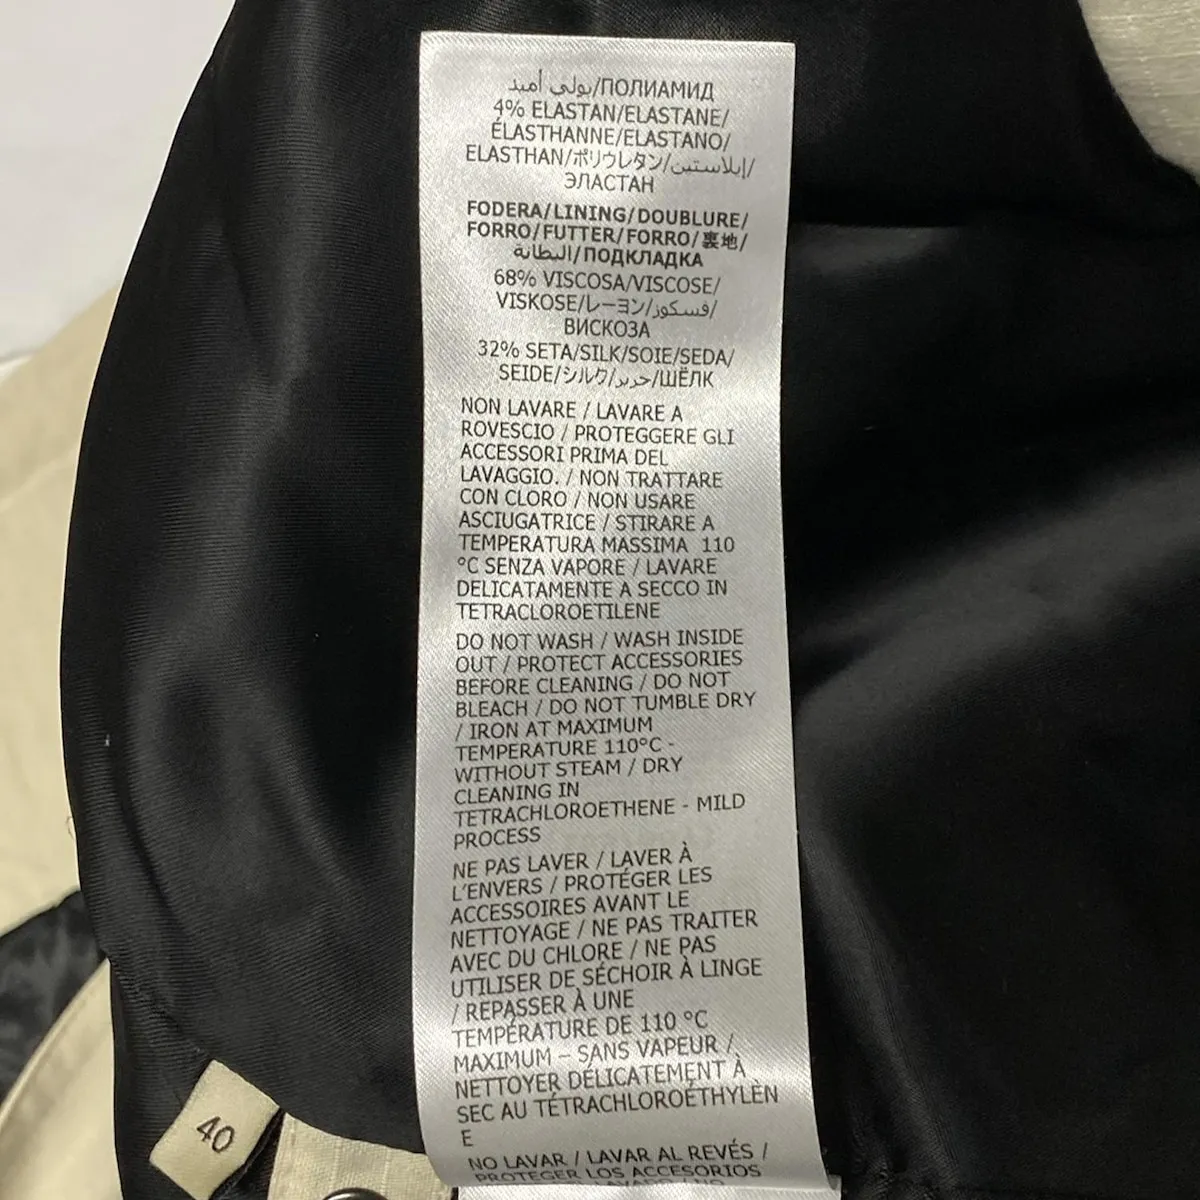 بولي أميد/ПОЛИАМИД
4% ELASTAN/ELASTANE/
ÉLASTHANNE/ELASTANO/
ELASTHAN/ポリウレタン/إيلاستين/
ЭЛАСТАН
FODERA/LINING/DOUBLURE/
FORRO/FUTTER/FORRO/裏地/
البطانة/ПОДКЛАДКА
68% VISCOSA/VISCOSE/
VISKOSE/レーヨン/فسكوز/
ВИСКОЗА
32% SETA/SILK/SOIE/SEDA/
SEIDE/シルク/حرير/ШЁЛК
NON LAVARE / LAVARE A
ROVESCIO / PROTEGGERE GLI
ACCESSORI PRIMA DEL
LAVAGGIO. / NON TRATTARE
CON CLORO / NON USARE
ASCIUGATRICE / STIRARE A
TEMPERATURA MASSIMA 110
°C SENZA VAPORE / LAVARE
DELICATAMENTE A SECCO IN
TETRACLOROETILENE
DO NOT WASH / WASH INSIDE
OUT / PROTECT ACCESSORIES
BEFORE CLEANING / DO NOT
BLEACH / DO NOT TUMBLE DRY
/ IRON AT MAXIMUM
TEMPERATURE 110°C -
WITHOUT STEAM / DRY
CLEANING IN
TETRACHLOROETHENE - MILD
PROCESS
NE PAS LAVER / LAVER À
L'ENVERS / PROTÉGER LES
ACCESSOIRES AVANT LE
NETTOYAGE / NE PAS TRAITER
AVEC DU CHLORE / NE PAS
UTILISER DE SÉCHOIR À LINGE
/ REPASSER À UNE
TEMPÉRATURE DE 110 °C
MAXIMUM – SANS VAPEUR /
NETTOYER DÉLICATEMENT À
SEC AU TÉTRACHLOROÉTHYLÈN
E
NO LAVAR / LAVAR AL REVÉS /
PROTEGER LOS ACCESORIOS
40